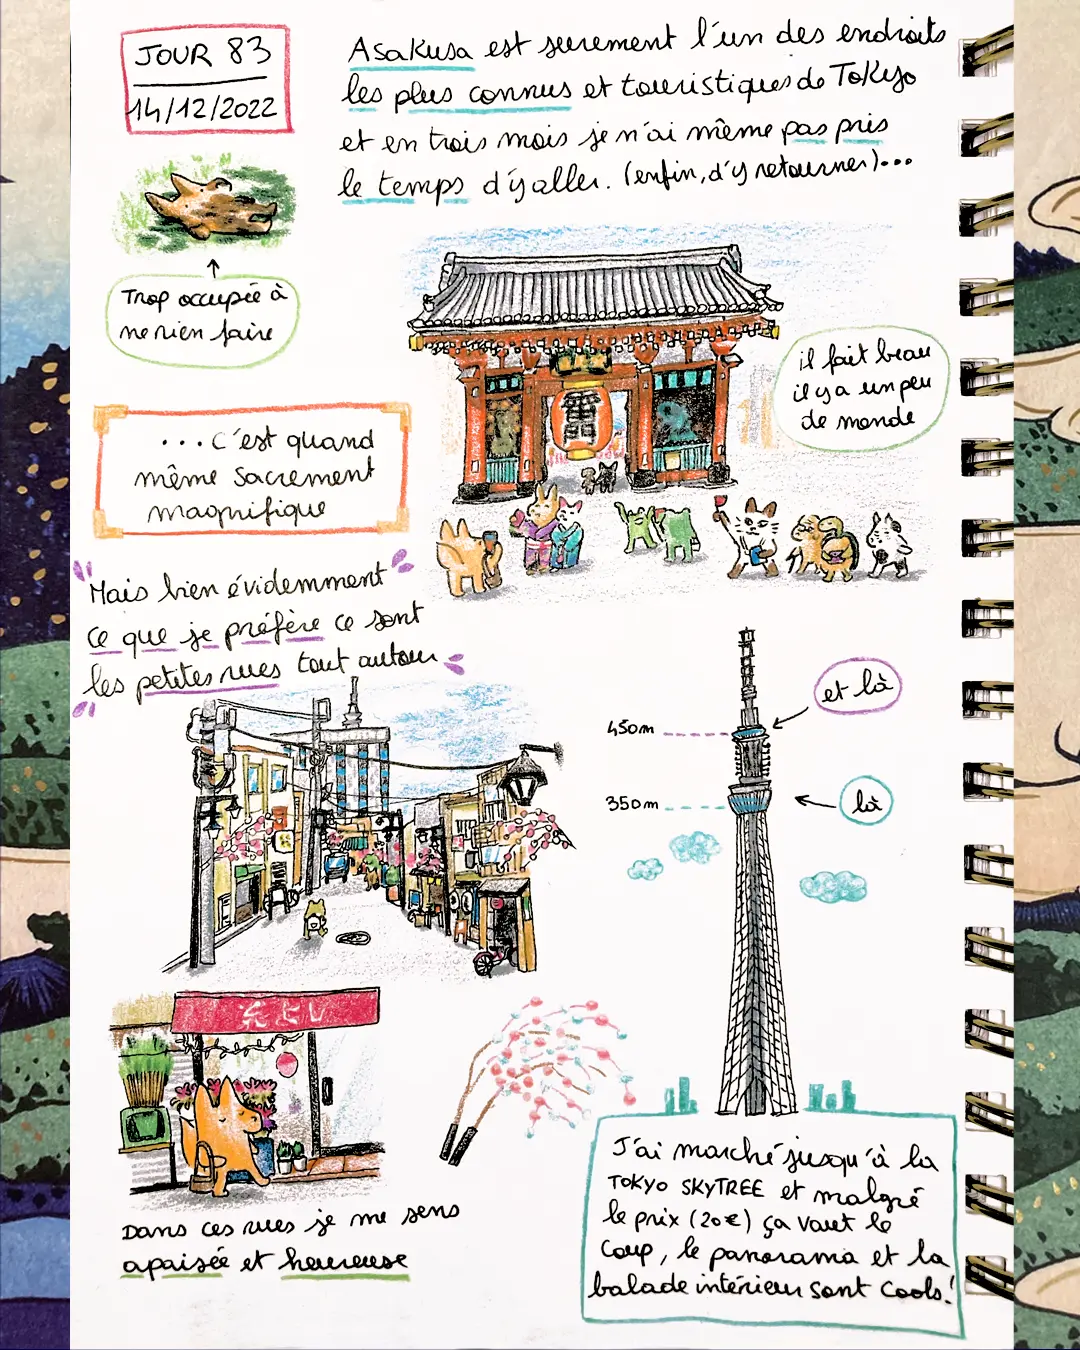 JOUR 83
14/12/2022
Asakusa est seurement l'un des endroits
les plus connus et touristiques de Tokyo
et en trois mois je n'ai même pas pris
le temps d'y aller. (enfin, d'y retourner)...
Trop occupée à
ne rien faire
il fait beau
il y a un peu
de monde
雷門
...c'est quand
même sacrement
magnifique
"Mais bien évidemment
ce que je préfère ce sont
les petites rues tout autour"
et là
450m
350m
là
Dans ces rues je me sens
apaisée et heureuse
J'ai marché jusqu'à la
TOKYO SKYTREE et malgré
le prix (20€) ça vaut le
coup, le panorama et la
balade intérieur sont cools!